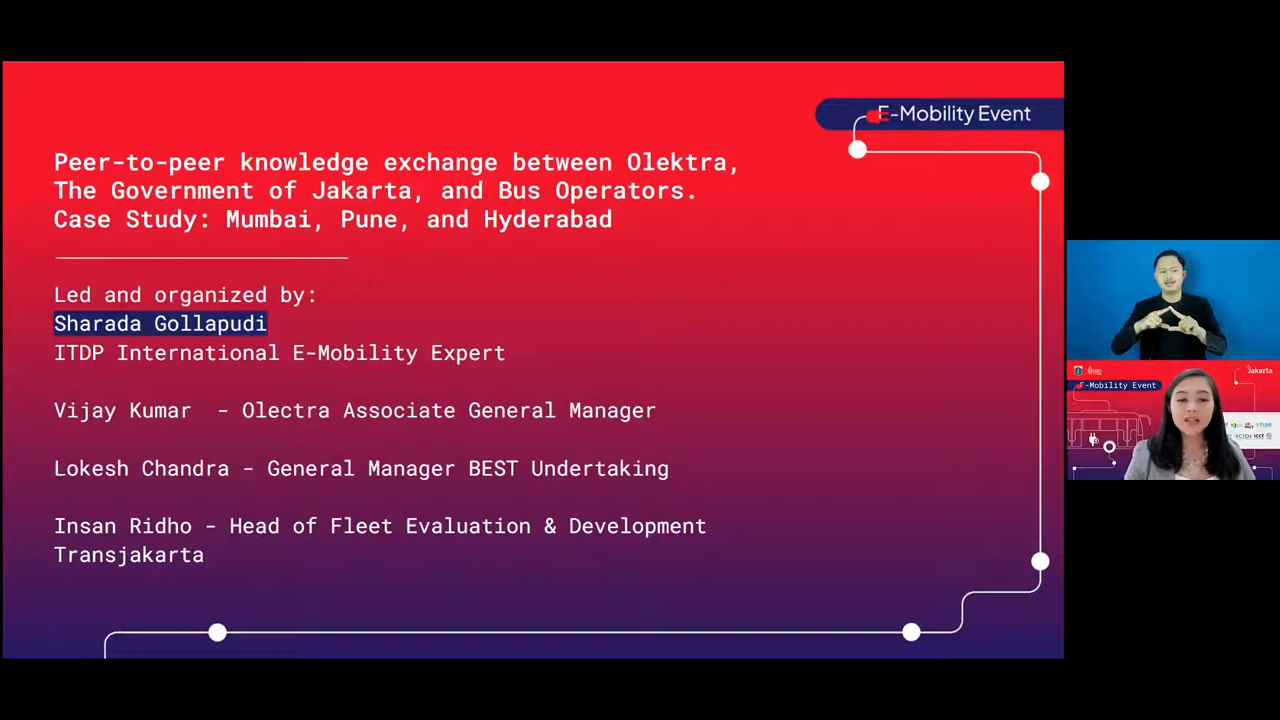 E-Mobility Event
Peer-to-peer knowledge exchange between Olektra,
The Government of Jakarta, and Bus Operators.
Case Study: Mumbai, Pune, and Hyderabad
Led and organized by:
Sharada Gollapudi
ITDP International E-Mobility Expert
Vijay Kumar - Olectra Associate General Manager
Lokesh Chandra - General Manager BEST Undertaking
Insan Ridho - Head of Fleet Evaluation & Development
Transjakarta
Jakarta
E-Mobility Event